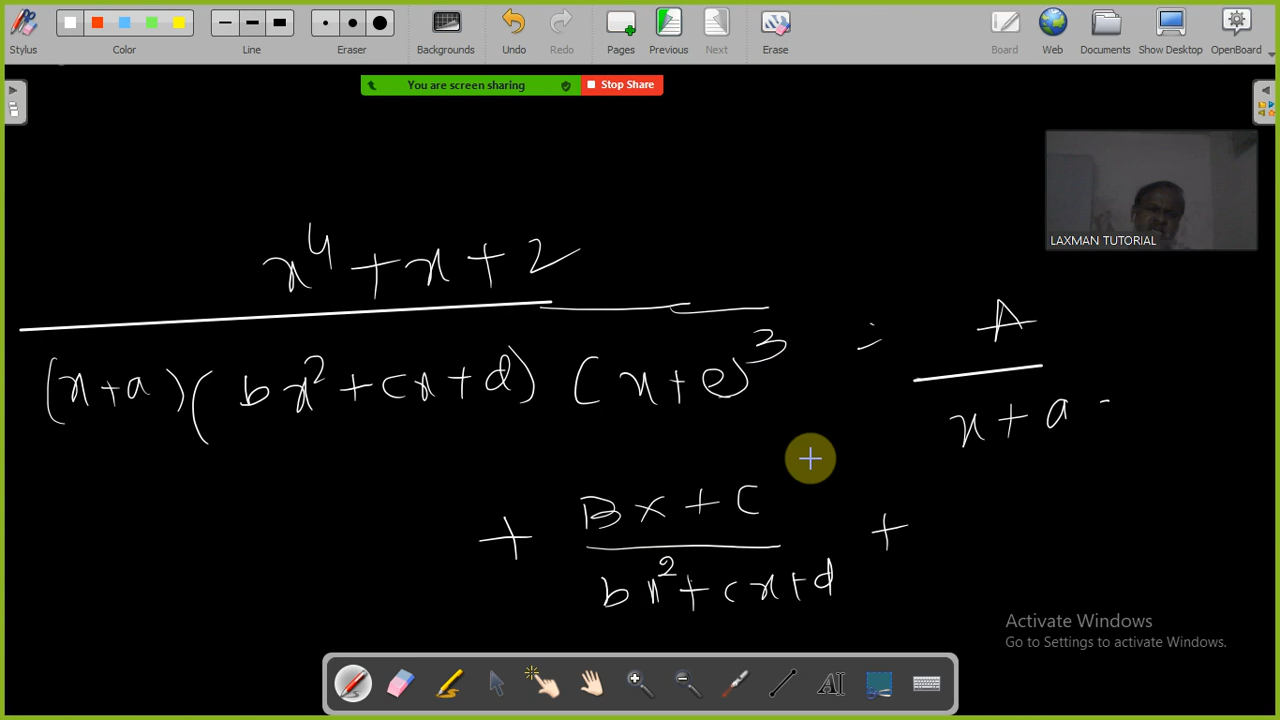 Stylus Color Line Eraser Backgrounds Undo Redo Pages Previous Next Erase Board Web Documents Show Desktop OpenBoard
You are screen sharing Stop Share
LAXMAN TUTORIAL
x⁴+x+2
(x+a)(bx²+cx+d)(x+e)³ = A
x+a
+ Bx+C +
bx²+cx+d
Activate Windows
Go to Settings to activate Windows.
AI